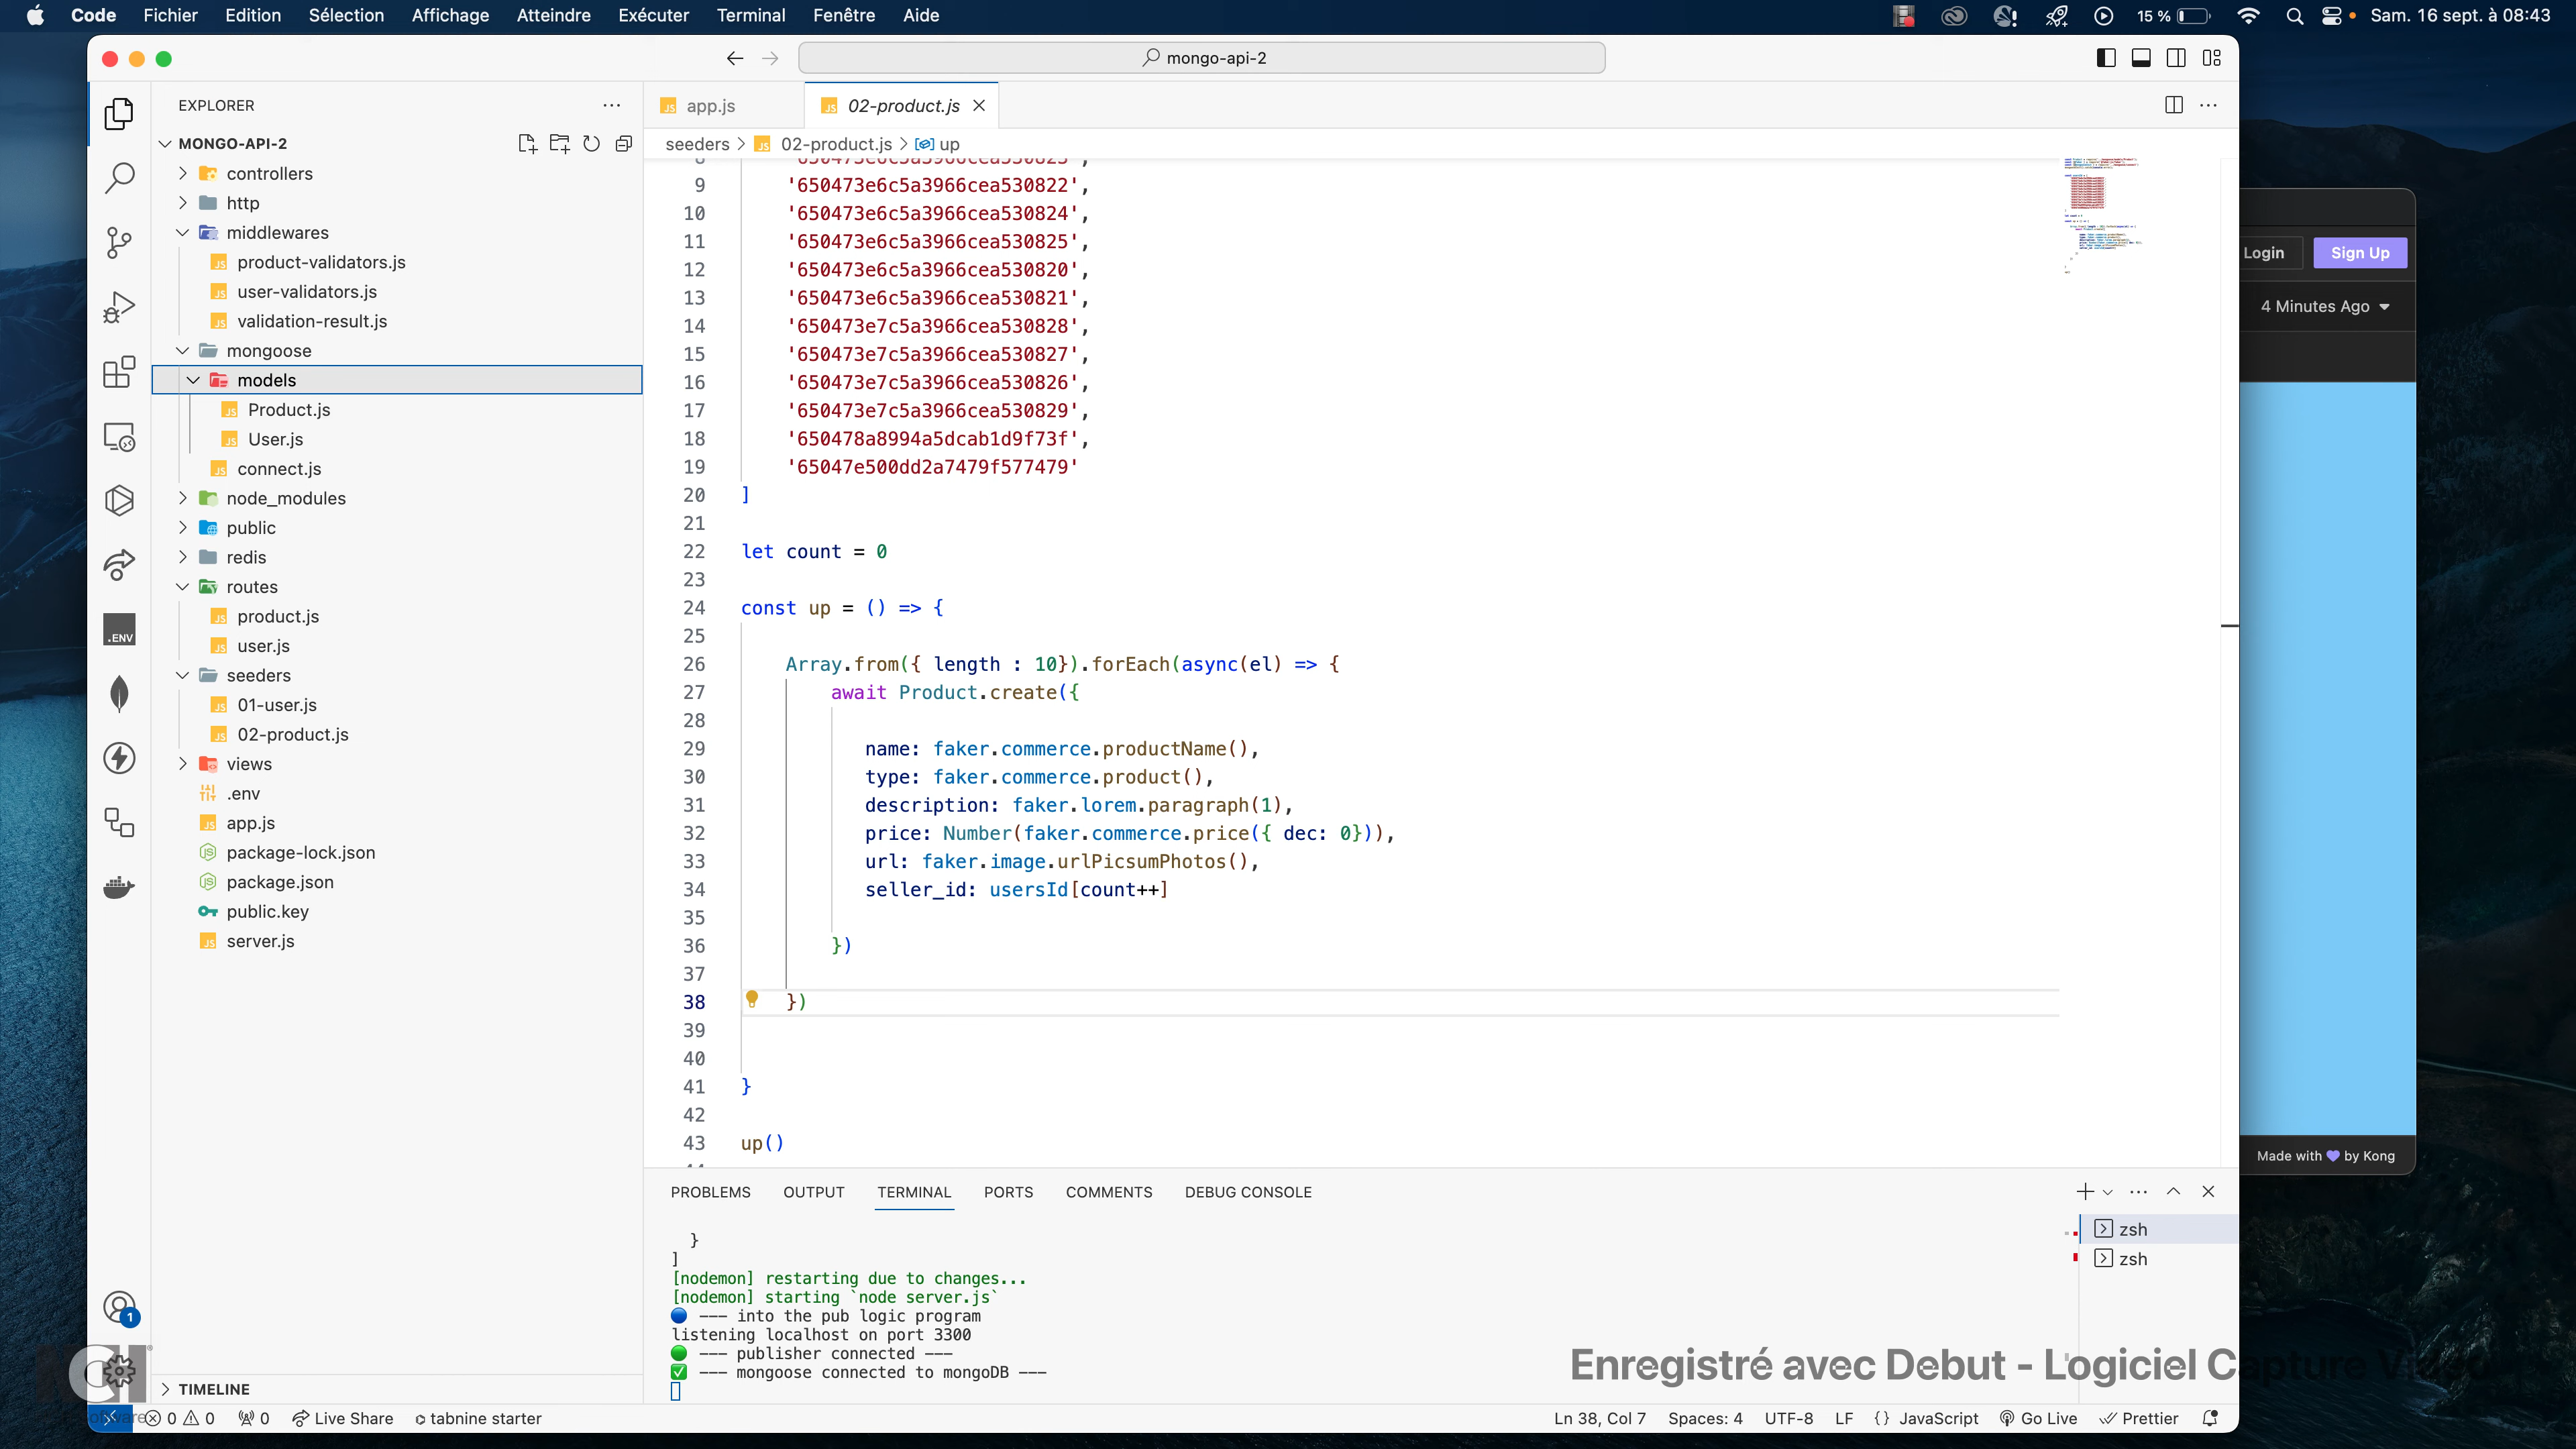 Code Fichier Edition Sélection Affichage Atteindre Exécuter Terminal Fenêtre Aide 15 % Sam. 16 sept. à 08:43
mongo-api-2
EXPLORER
MONGO-API-2
controllers
http
middlewares
product-validators.js
user-validators.js
validation-result.js
mongoose
models
Product.js
User.js
connect.js
node_modules
public
redis
routes
product.js
user.js
seeders
01-user.js
02-product.js
views
.env
app.js
package-lock.json
package.json
public.key
server.js
TIMELINE
.ENV
1
app.js 02-product.js
seeders > 02-product.js > up
9 '650473e6c5a3966cea530822',
10 '650473e6c5a3966cea530824',
11 '650473e6c5a3966cea530825',
12 '650473e6c5a3966cea530820',
13 '650473e6c5a3966cea530821',
14 '650473e7c5a3966cea530828',
15 '650473e7c5a3966cea530827',
16 '650473e7c5a3966cea530826',
17 '650473e7c5a3966cea530829',
18 '650478a8994a5dcab1d9f73f',
19 '65047e500dd2a7479f577479'
20 ]
21
22 let count = 0
23
24 const up = () => {
25
26 Array.from({ length : 10}).forEach(async(el) => {
27 await Product.create({
28
29 name: faker.commerce.productName(),
30 type: faker.commerce.product(),
31 description: faker.lorem.paragraph(1),
32 price: Number(faker.commerce.price({ dec: 0})),
33 url: faker.image.urlPicsumPhotos(),
34 seller_id: usersId[count++]
35
36 })
37
38 })
39
40
41 }
42
43 up()
PROBLEMS OUTPUT TERMINAL PORTS COMMENTS DEBUG CONSOLE
}
]
[nodemon] restarting due to changes...
[nodemon] starting `node server.js`
--- into the pub logic program
listening localhost on port 3300
--- publisher connected ---
--- mongoose connected to mongoDB ---
zsh
zsh
0 0 0 Live Share tabnine starter Ln 38, Col 7 Spaces: 4 UTF-8 LF {} JavaScript Go Live Prettier
Login Sign Up
4 Minutes Ago
Made with by Kong
Enregistré avec Debut - Logiciel